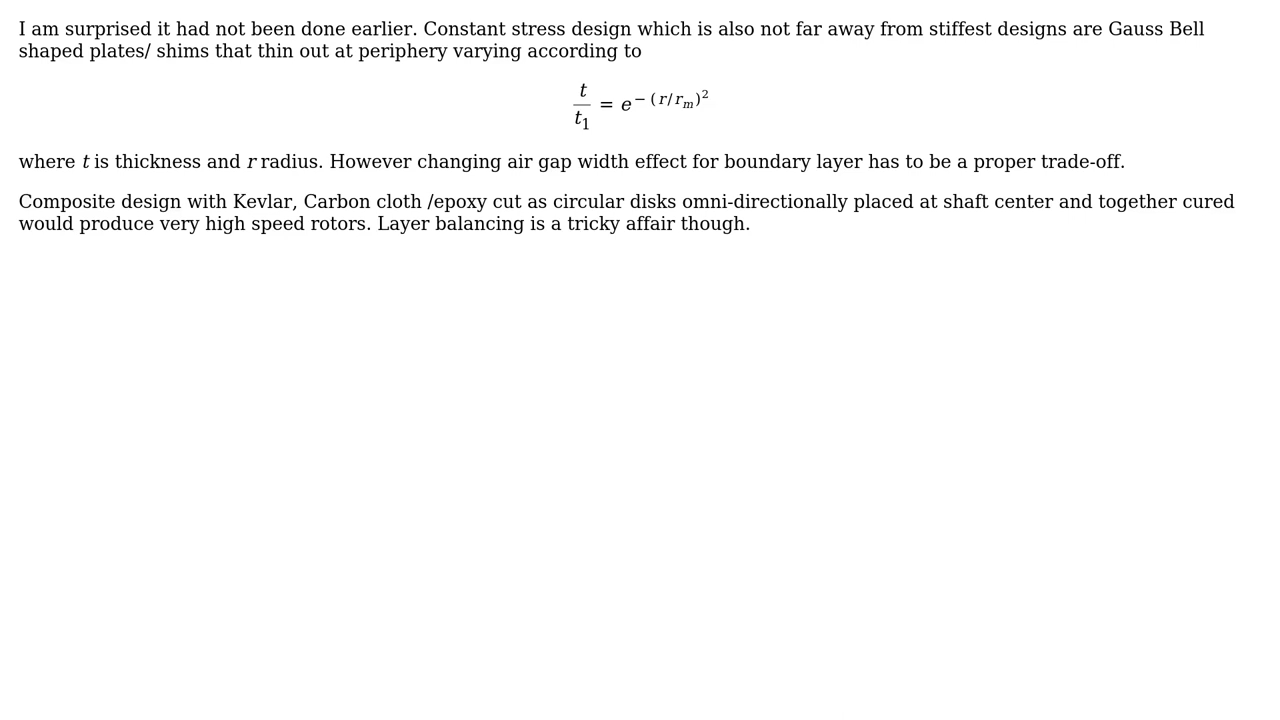 I am surprised it had not been done earlier. Constant stress design which is also not far away from stiffest designs are Gauss Bell
shaped plates/ shims that thin out at periphery varying according to
t/t₁ = e^{-(r/r_m)^2}
where t is thickness and r radius. However changing air gap width effect for boundary layer has to be a proper trade-off.
Composite design with Kevlar, Carbon cloth /epoxy cut as circular disks omni-directionally placed at shaft center and together cured
would produce very high speed rotors. Layer balancing is a tricky affair though.